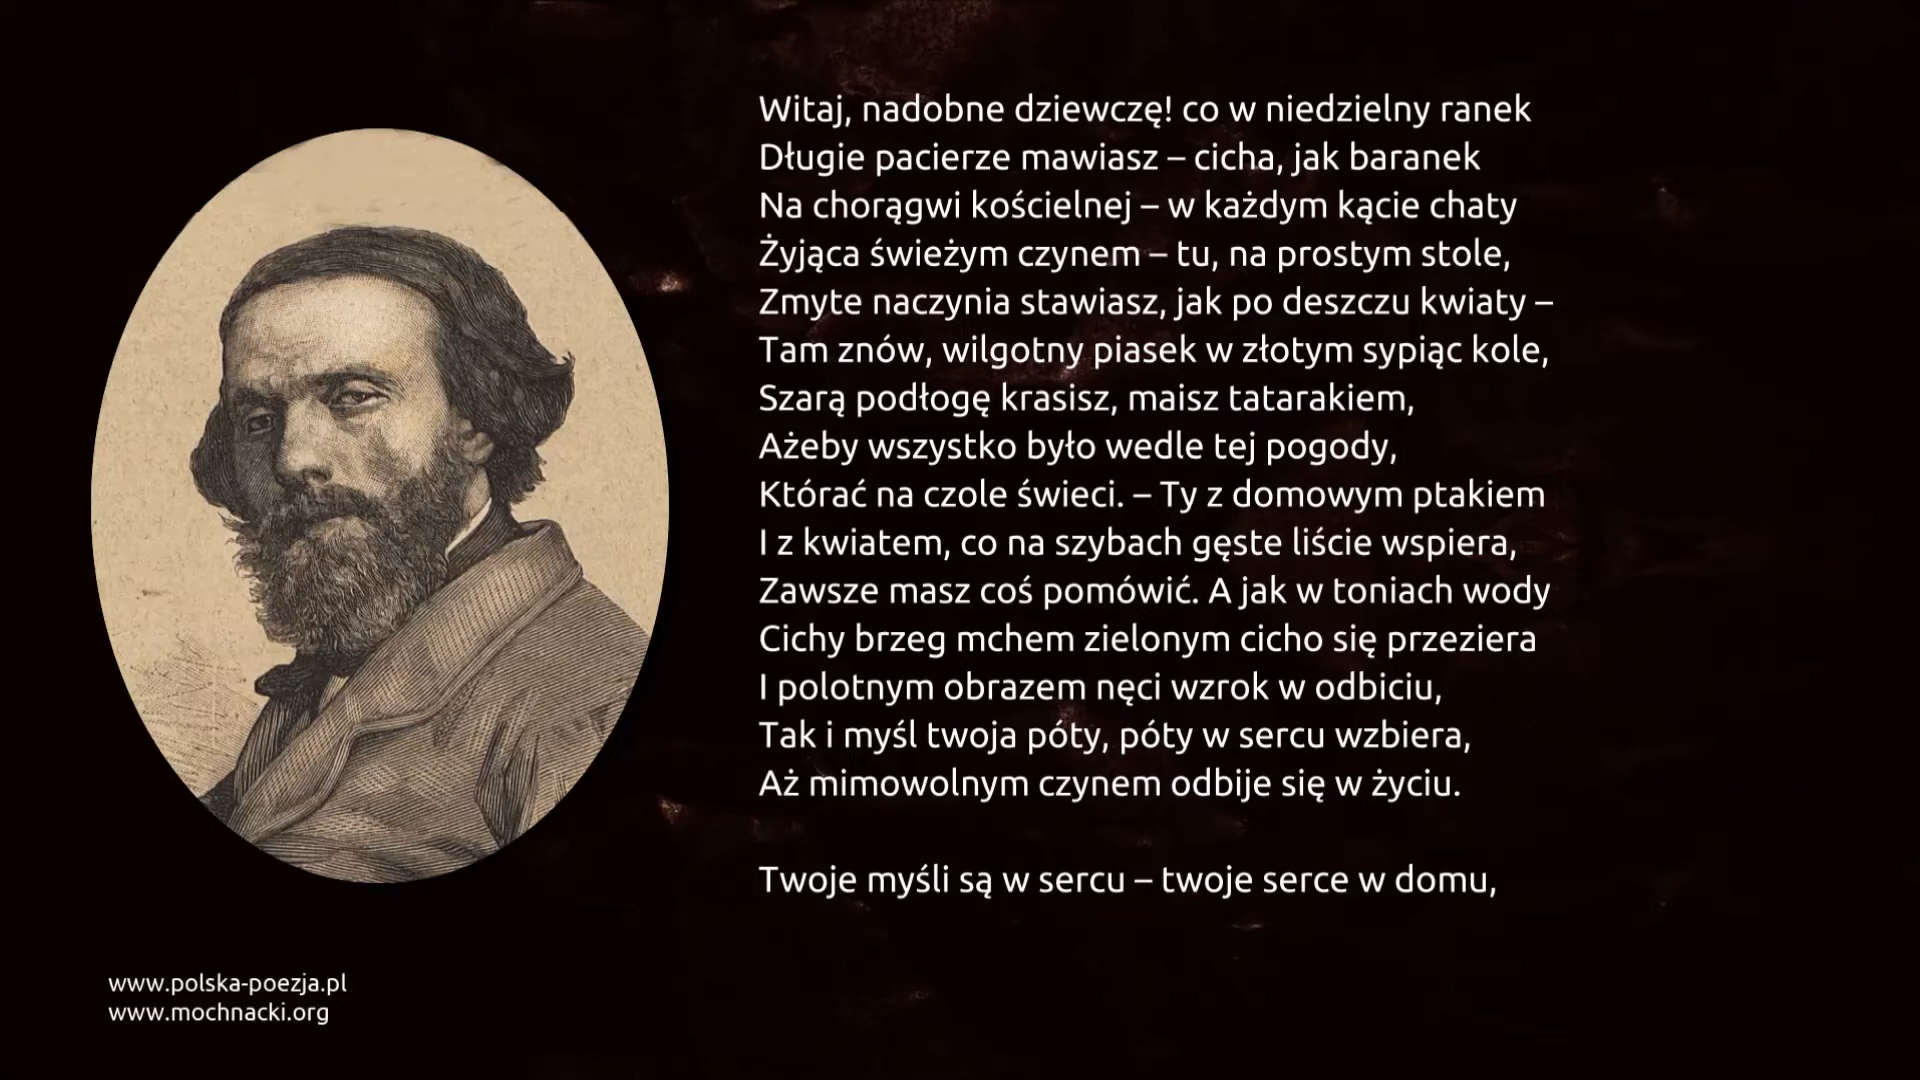 Witaj, nadobne dziewczę! co w niedzielny ranek
Długie pacierze mawiasz – cicha, jak baranek
Na chorągwi kościelnej – w każdym kącie chaty
Żyjąca świeżym czynem – tu, na prostym stole,
Zmyte naczynia stawiasz, jak po deszczu kwiaty –
Tam znów, wilgotny piasek w złotym sypiąc kole,
Szarą podłogę krasisz, maisz tatarakiem,
Ażeby wszystko było wedle tej pogody,
Którać na czole świeci. – Ty z domowym ptakiem
I z kwiatem, co na szybach gęste liście wspiera,
Zawsze masz coś pomówić. A jak w toniach wody
Cichy brzeg mchem zielonym cicho się przeziera
I polotnym obrazem nęci wzrok w odbiciu,
Tak i myśl twoja póty, póty w sercu wzbiera,
Aż mimowolnym czynem odbije się w życiu.

Twoje myśli są w sercu – twoje serce w domu,
www.polska-poezja.pl
www.mochnacki.org